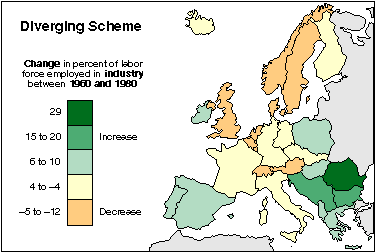 Diverging Scheme
Change in percent of labor
force employed in industry
between 1960 and 1980
29
15 to 20 Increase
6 to 10
4 to –4
–5 to –12 Decrease